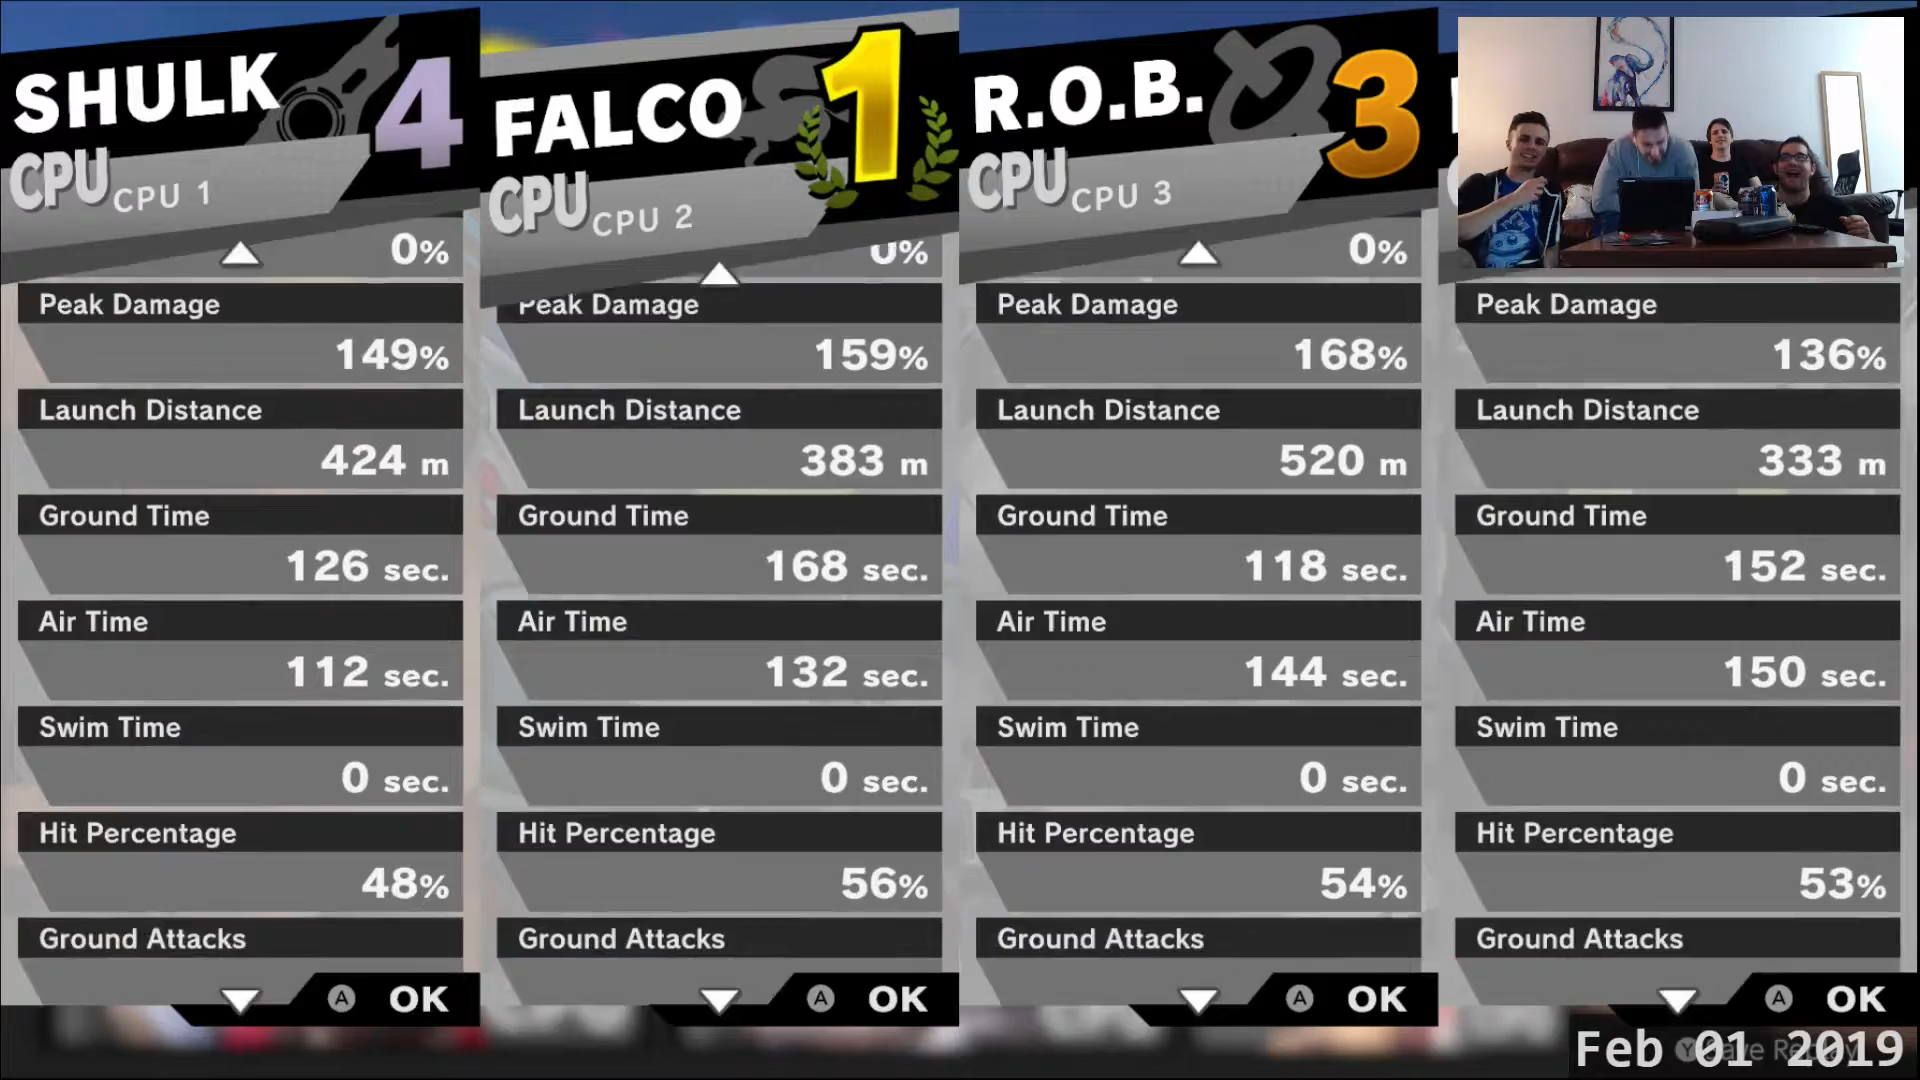 SHULK 4
CPU CPU 1
0%
Peak Damage
149%
Launch Distance
424 m
Ground Time
126 sec.
Air Time
112 sec.
Swim Time
0 sec.
Hit Percentage
48%
Ground Attacks
A OK
FALCO 1
CPU CPU 2
0%
Peak Damage
159%
Launch Distance
383 m
Ground Time
168 sec.
Air Time
132 sec.
Swim Time
0 sec.
Hit Percentage
56%
Ground Attacks
A OK
R.O.B. 3
CPU CPU 3
0%
Peak Damage
168%
Launch Distance
520 m
Ground Time
118 sec.
Air Time
144 sec.
Swim Time
0 sec.
Hit Percentage
54%
Ground Attacks
A OK
Peak Damage
136%
Launch Distance
333 m
Ground Time
152 sec.
Air Time
150 sec.
Swim Time
0 sec.
Hit Percentage
53%
Ground Attacks
A OK
Feb 01 2019